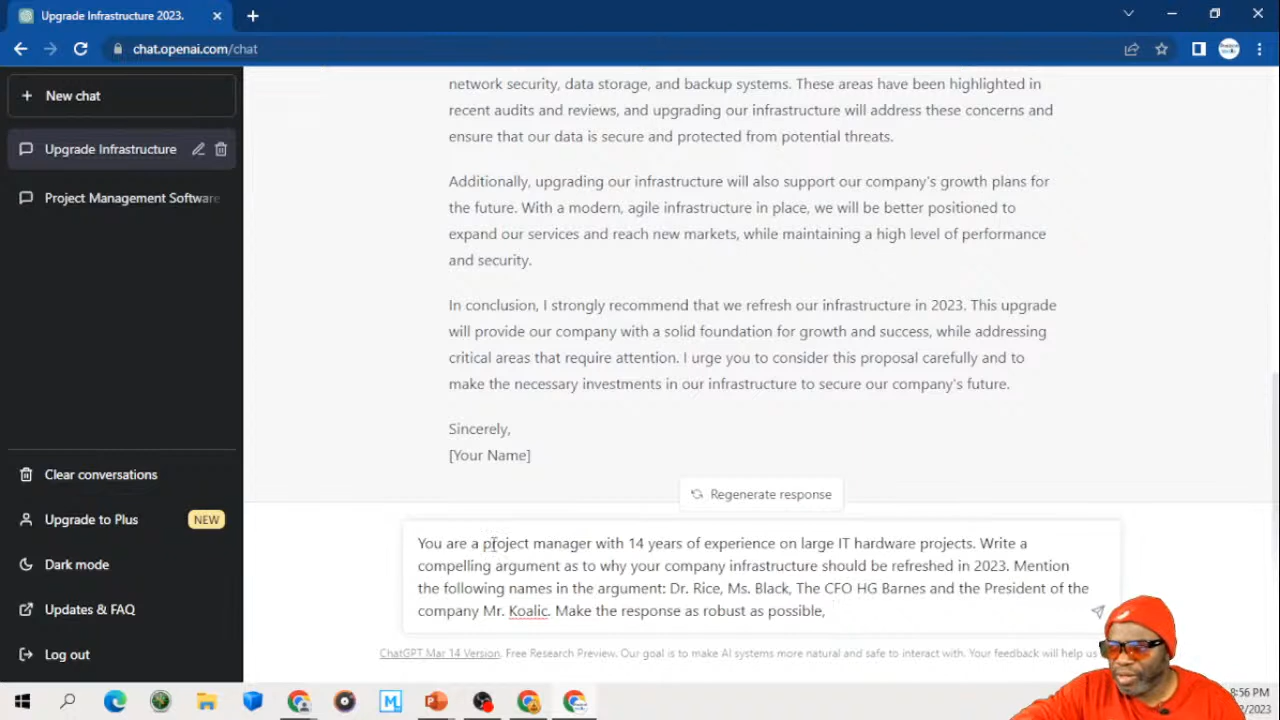 Upgrade Infrastructure 2023.
chat.openai.com/chat
New chat
Upgrade Infrastructure
Project Management Software
Clear conversations
Upgrade to Plus NEW
Dark mode
Updates & FAQ
Log out
network security, data storage, and backup systems. These areas have been highlighted in
recent audits and reviews, and upgrading our infrastructure will address these concerns and
ensure that our data is secure and protected from potential threats.
Additionally, upgrading our infrastructure will also support our company's growth plans for
the future. With a modern, agile infrastructure in place, we will be better positioned to
expand our services and reach new markets, while maintaining a high level of performance
and security.
In conclusion, I strongly recommend that we refresh our infrastructure in 2023. This upgrade
will provide our company with a solid foundation for growth and success, while addressing
critical areas that require attention. I urge you to consider this proposal carefully and to
make the necessary investments in our infrastructure to secure our company's future.
Sincerely,
[Your Name]
Regenerate response
You are a project manager with 14 years of experience on large IT hardware projects. Write a
compelling argument as to why your company infrastructure should be refreshed in 2023. Mention
the following names in the argument: Dr. Rice, Ms. Black, The CFO HG Barnes and the President of the
company Mr. Koalic. Make the response as robust as possible,
ChatGPT Mar 14 Version. Free Research Preview. Our goal is to make AI systems more natural and safe to interact with. Your feedback will help us
8:56 PM
/2023